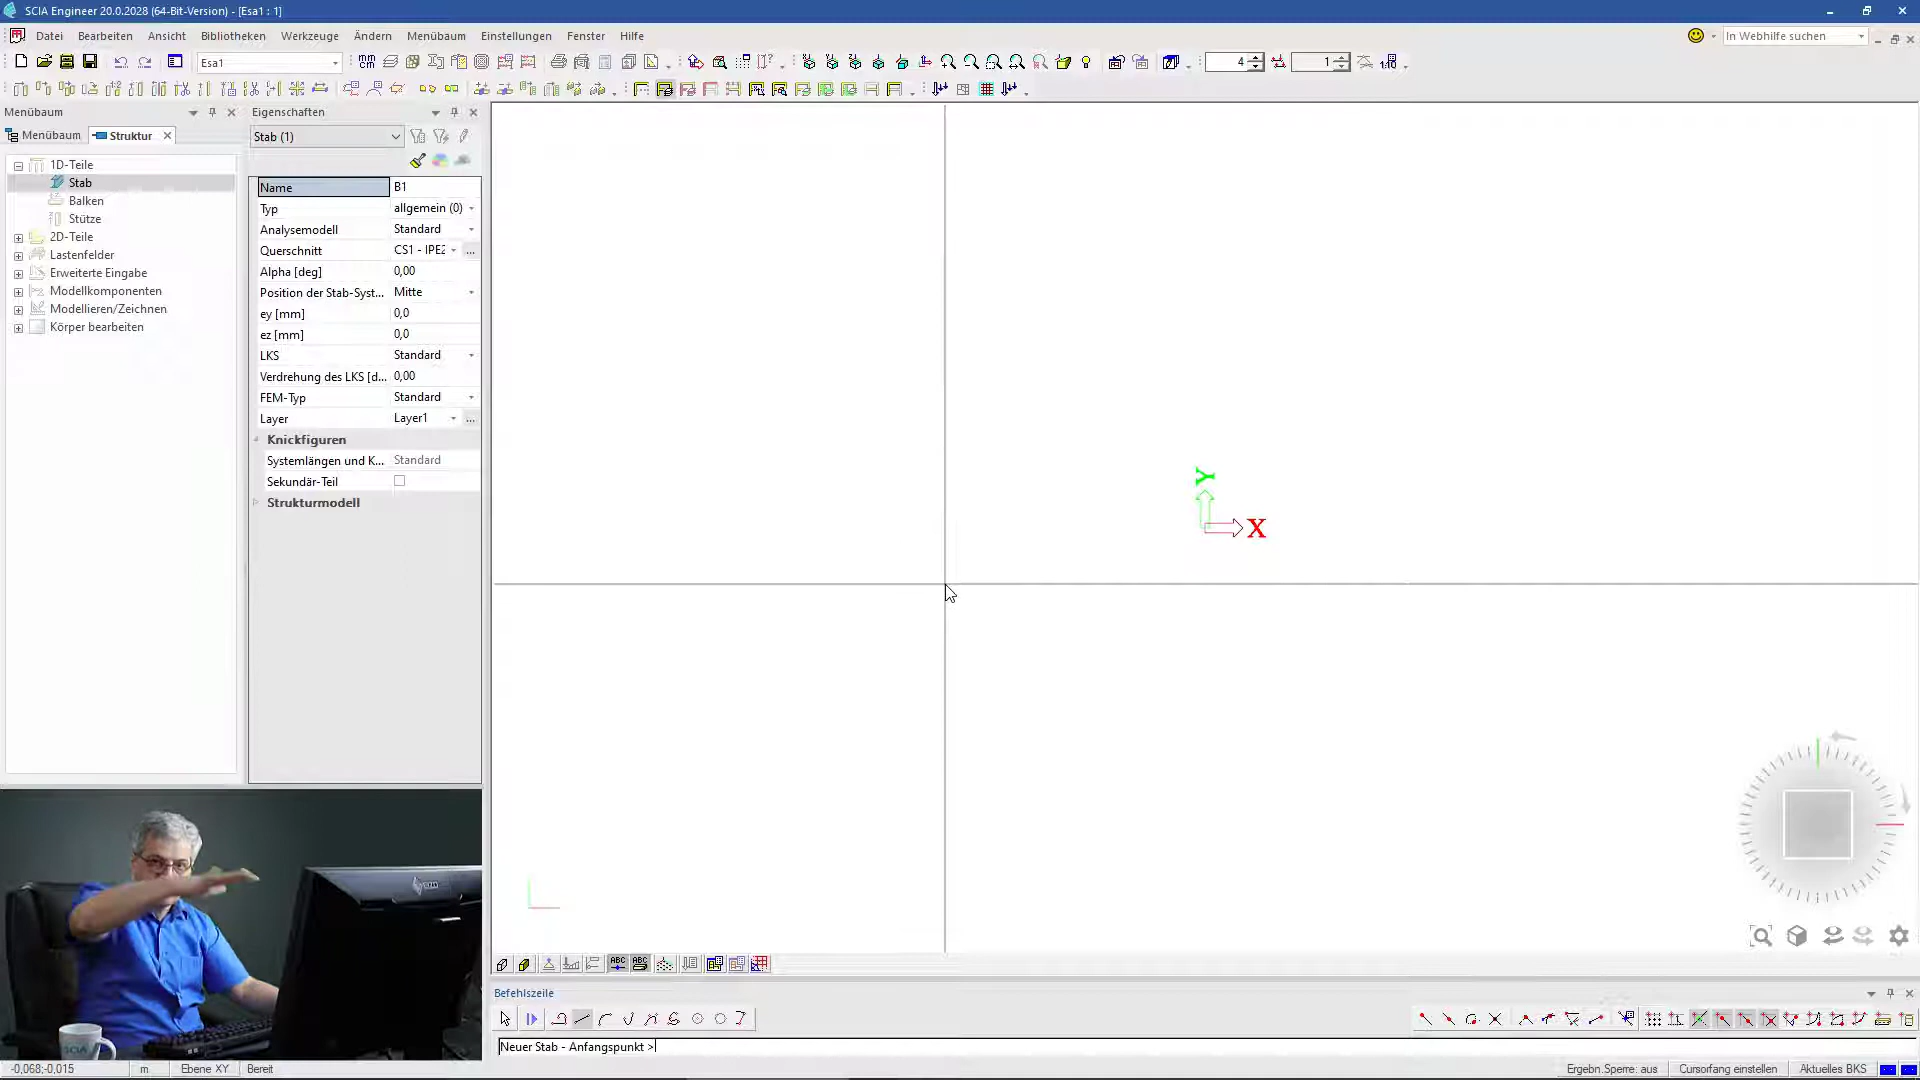 SCIA Engineer 20.0.2028 (64-Bit-Version) - [Esa1 : 1]
Datei Bearbeiten Ansicht Bibliotheken Werkzeuge Ändern Menübaum Einstellungen Fenster Hilfe
In Webhilfe suchen
Esa1
4
1
Menübaum
Menübaum Struktur
1D-Teile
Stab
Balken
Stütze
2D-Teile
Lastenfelder
Erweiterte Eingabe
Modellkomponenten
Modellieren/Zeichnen
Körper bearbeiten
Eigenschaften
Stab (1)
Name B1
Typ allgemein (0)
Analysemodell Standard
Querschnitt CS1 - IPE2 ...
Alpha [deg] 0,00
Position der Stab-Syst... Mitte
ey [mm] 0,0
ez [mm] 0,0
LKS Standard
Verdrehung des LKS [d... 0,00
FEM-Typ Standard
Layer Layer1 ...
Knickfiguren
Systemlängen und K... Standard
Sekundär-Teil
Strukturmodell
Y
X
ABC ABC
Befehlszeile
Neuer Stab - Anfangspunkt >
-0,068;-0,015 m Ebene XY Bereit
Ergebn.Sperre: aus Cursorfang einstellen Aktuelles BKS